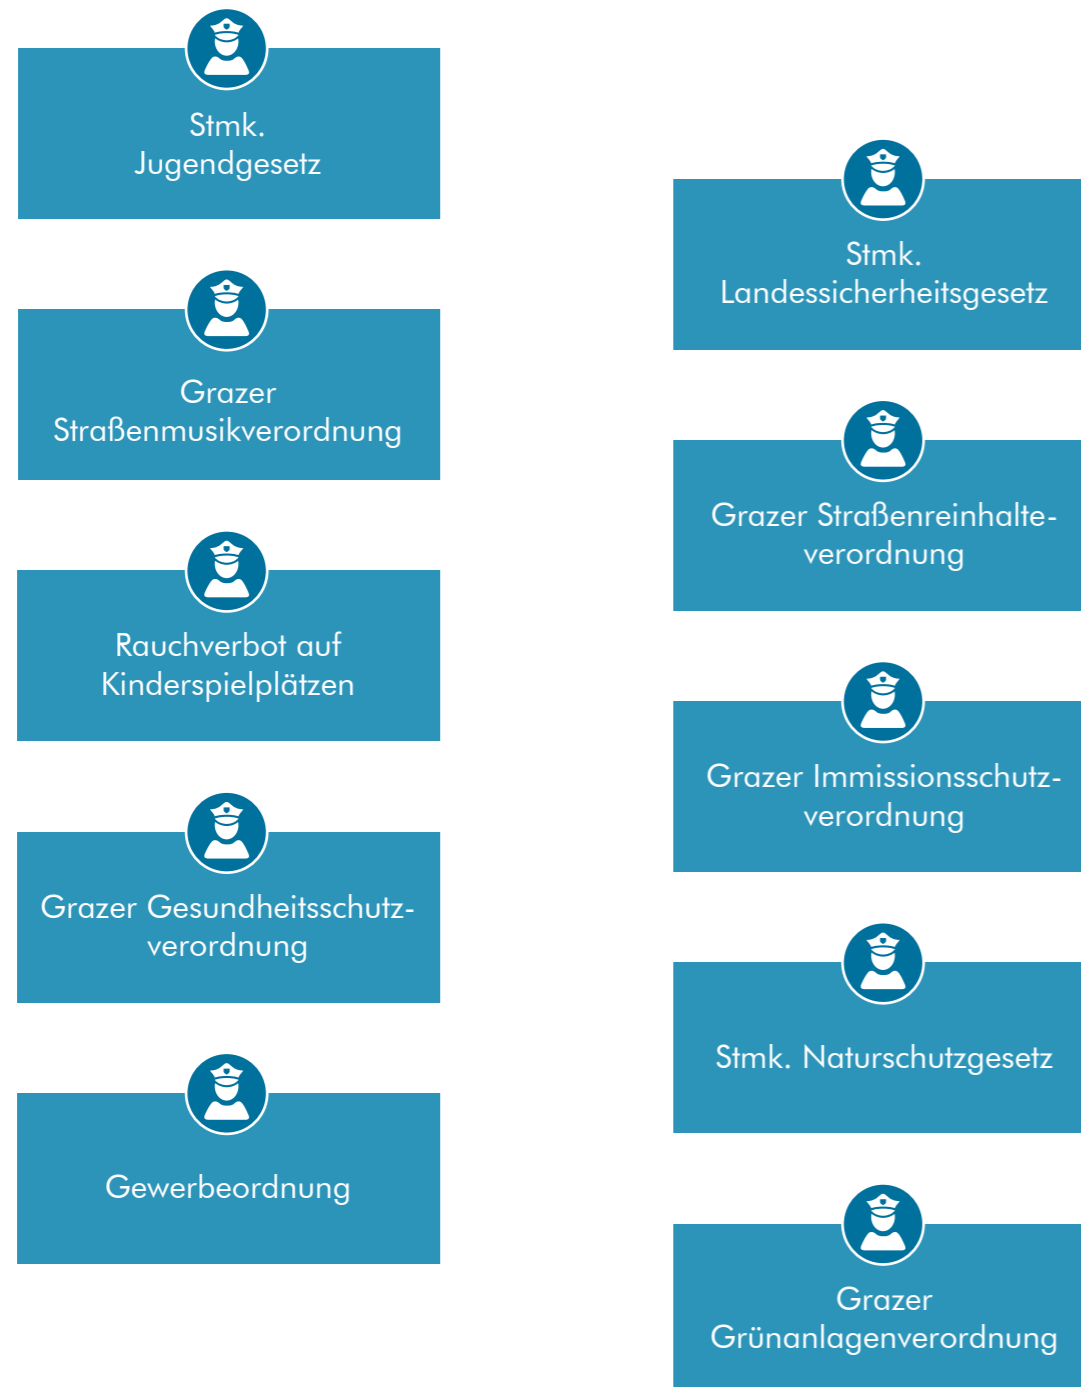 Stmk.
Jugendgesetz
Grazer
Straßenmusikverordnung
Rauchverbot auf
Kinderspielplätzen
Grazer Gesundheitsschutz-
verordnung
Gewerbeordnung
Stmk.
Landessicherheitsgesetz
Grazer Straßenreinhalte-
verordnung
Grazer Immissionsschutz-
verordnung
Stmk. Naturschutzgesetz
Grazer
Grünanlagenverordnung